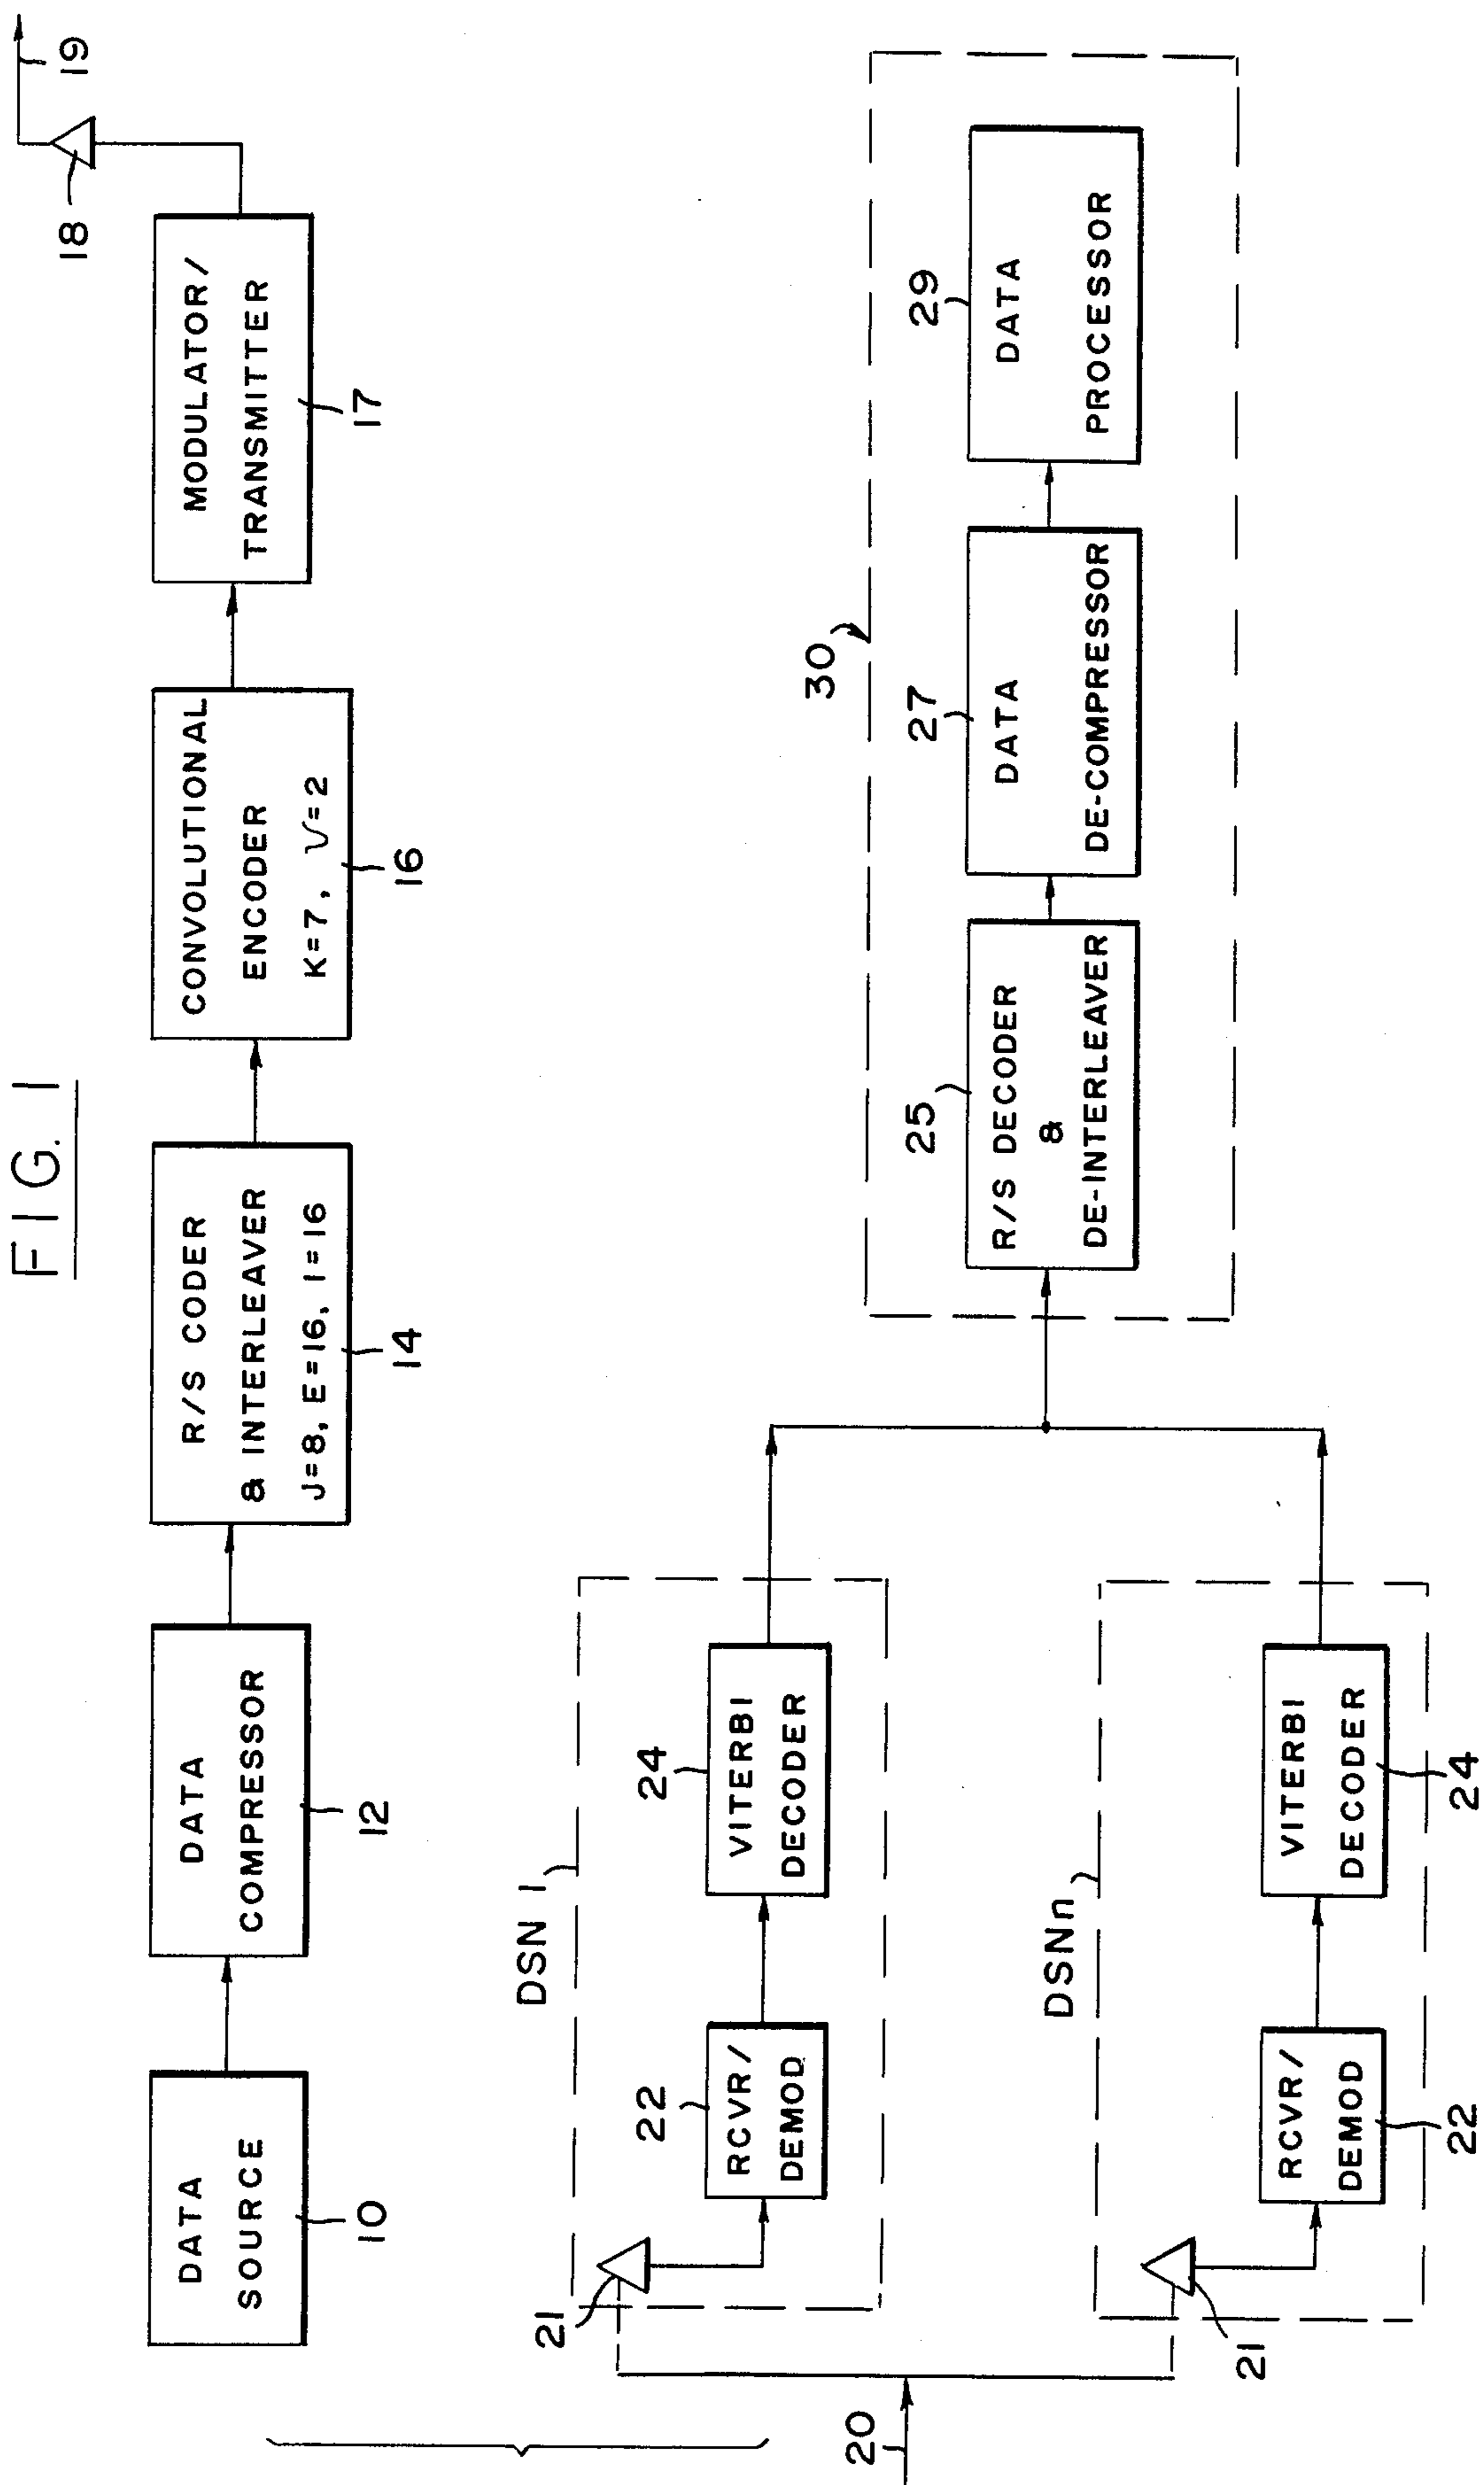 FIG. 1
DATA
SOURCE
10
DATA
COMPRESSOR
12
R/S CODER
& INTERLEAVER
J=8, E=16, I=16
14
CONVOLUTIONAL
ENCODER
K=7, ν=2
16
MODULATOR/
TRANSMITTER
17
18
19
20
DSN 1
21
22
RCVR/
DEMOD
24
VITERBI
DECODER
DSNn
21
RCVR/
DEMOD
22
VITERBI
DECODER
24
30
25
R/S DECODER
&
DE-INTERLEAVER
27
DATA
DE-COMPRESSOR
29
DATA
PROCESSOR